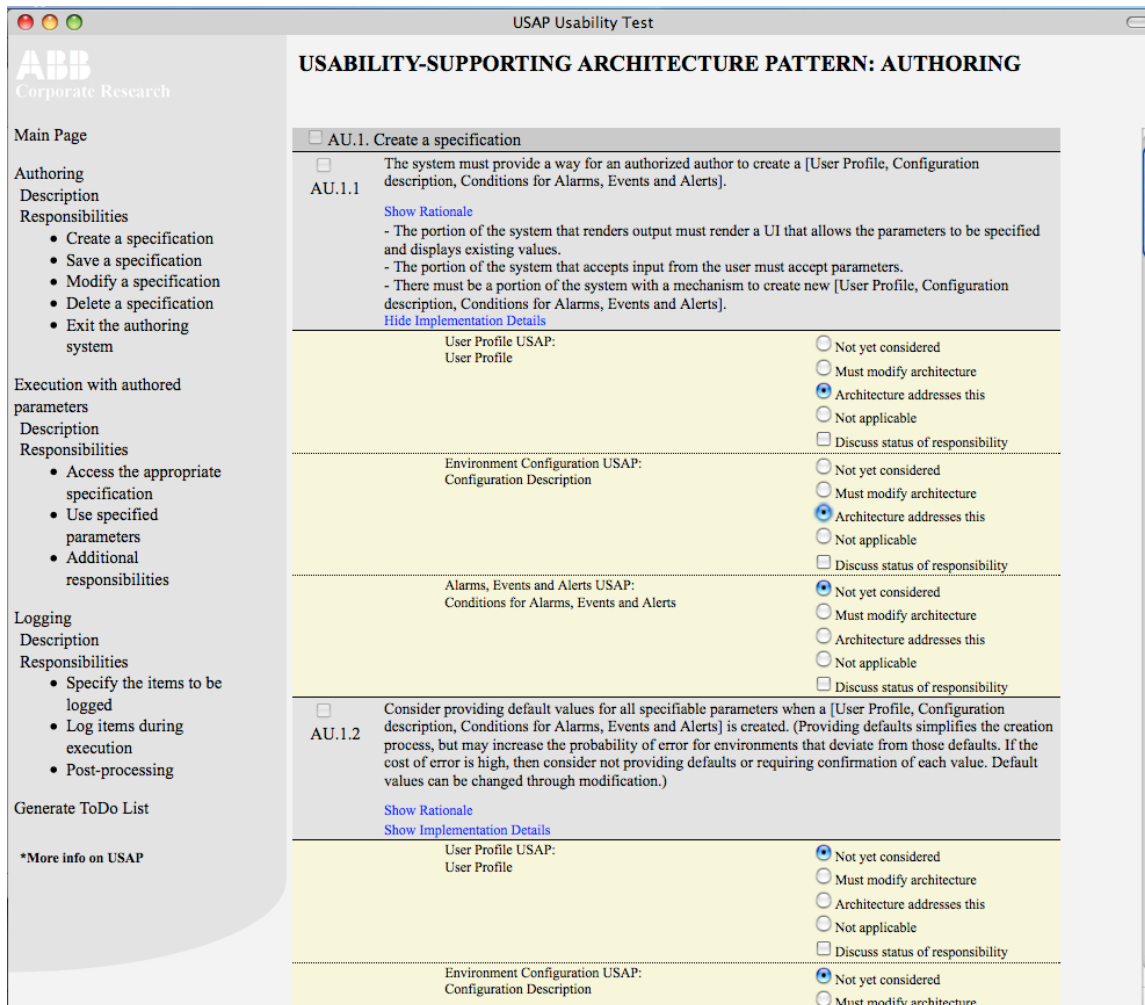 USAP Usability Test
ABB
Corporate Research
Main Page
Authoring
Description
Responsibilities
• Create a specification
• Save a specification
• Modify a specification
• Delete a specification
• Exit the authoring
system
Execution with authored
parameters
Description
Responsibilities
• Access the appropriate
specification
• Use specified
parameters
• Additional
responsibilities
Logging
Description
Responsibilities
• Specify the items to be
logged
• Log items during
execution
• Post-processing
Generate ToDo List
*More info on USAP
USABILITY-SUPPORTING ARCHITECTURE PATTERN: AUTHORING
AU.1. Create a specification
AU.1.1
The system must provide a way for an authorized author to create a [User Profile, Configuration
description, Conditions for Alarms, Events and Alerts].
Show Rationale
- The portion of the system that renders output must render a UI that allows the parameters to be specified
and displays existing values.
- The portion of the system that accepts input from the user must accept parameters.
- There must be a portion of the system with a mechanism to create new [User Profile, Configuration
description, Conditions for Alarms, Events and Alerts].
Hide Implementation Details
User Profile USAP:
User Profile
Not yet considered
Must modify architecture
Architecture addresses this
Not applicable
Discuss status of responsibility
Environment Configuration USAP:
Configuration Description
Not yet considered
Must modify architecture
Architecture addresses this
Not applicable
Discuss status of responsibility
Alarms, Events and Alerts USAP:
Conditions for Alarms, Events and Alerts
Not yet considered
Must modify architecture
Architecture addresses this
Not applicable
Discuss status of responsibility
AU.1.2
Consider providing default values for all specifiable parameters when a [User Profile, Configuration
description, Conditions for Alarms, Events and Alerts] is created. (Providing defaults simplifies the creation
process, but may increase the probability of error for environments that deviate from those defaults. If the
cost of error is high, then consider not providing defaults or requiring confirmation of each value. Default
values can be changed through modification.)
Show Rationale
Show Implementation Details
User Profile USAP:
User Profile
Not yet considered
Must modify architecture
Architecture addresses this
Not applicable
Discuss status of responsibility
Environment Configuration USAP:
Configuration Description
Not yet considered
Must modify architecture